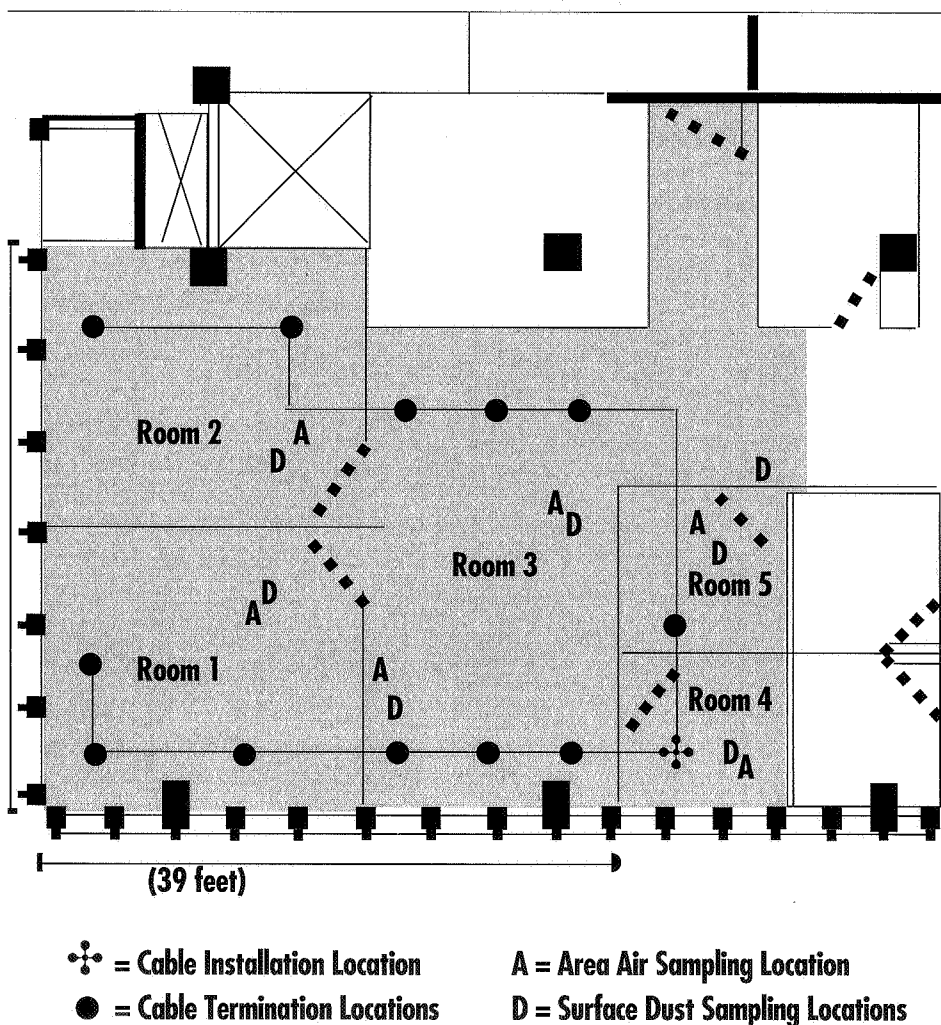 Room 2
A
D
D
A
D
A
D
Room 3
Room 5
D
A
Room 1
A
D
Room 4
D
A
(39 feet)
= Cable Installation Location
A = Area Air Sampling Location
= Cable Termination Locations
D = Surface Dust Sampling Locations